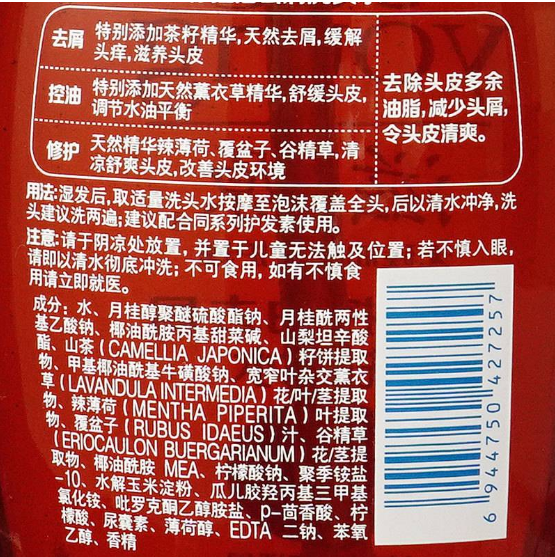 去屑
特别添加茶籽精华,天然去屑,缓解
头痒,滋养头皮
控油
特别添加天然薰衣草精华,舒缓头皮,
调节水油平衡
修护
天然精华辣薄荷、覆盆子、谷精草,清
凉舒爽头皮,改善头皮环境
去除头皮多余
油脂,减少头屑,
令头皮清爽。
用法:湿发后,取适量洗头水按摩至泡沫覆盖全头,后以清水冲净,洗
头建议洗两遍;建议配合同系列护发素使用。
注意:请于阴凉处放置,并置于儿童无法触及位置;若不慎入眼,
请即以清水彻底冲洗;不可食用,如有不慎食
用请立即就医。
成分:水、月桂醇聚醚硫酸酯钠、月桂酰两性
基乙酸钠、椰油酰胺丙基甜菜碱、山梨坦辛酸
酯、山茶(CAMELLIA JAPONICA)籽饼提取
物、甲基椰油酰基牛磺酸钠、宽窄叶杂交薰衣
草(LAVANDULA INTERMEDIA)花/叶/茎提取
物、辣薄荷(MENTHA PIPERITA)叶提取
物、覆盆子(RUBUS IDAEUS)汁、谷精草
(ERIOCAULON BUERGARIANUM)花/茎提
取物、椰油酰胺 MEA、柠檬酸钠、聚季铵盐
-10、水解玉米淀粉、瓜儿胶羟丙基三甲基
氯化铵、吡罗克酮乙醇胺盐、p-茴香酸、柠
檬酸、尿囊素、薄荷醇、EDTA 二钠、苯氧
乙醇、香精
6 944750 427257